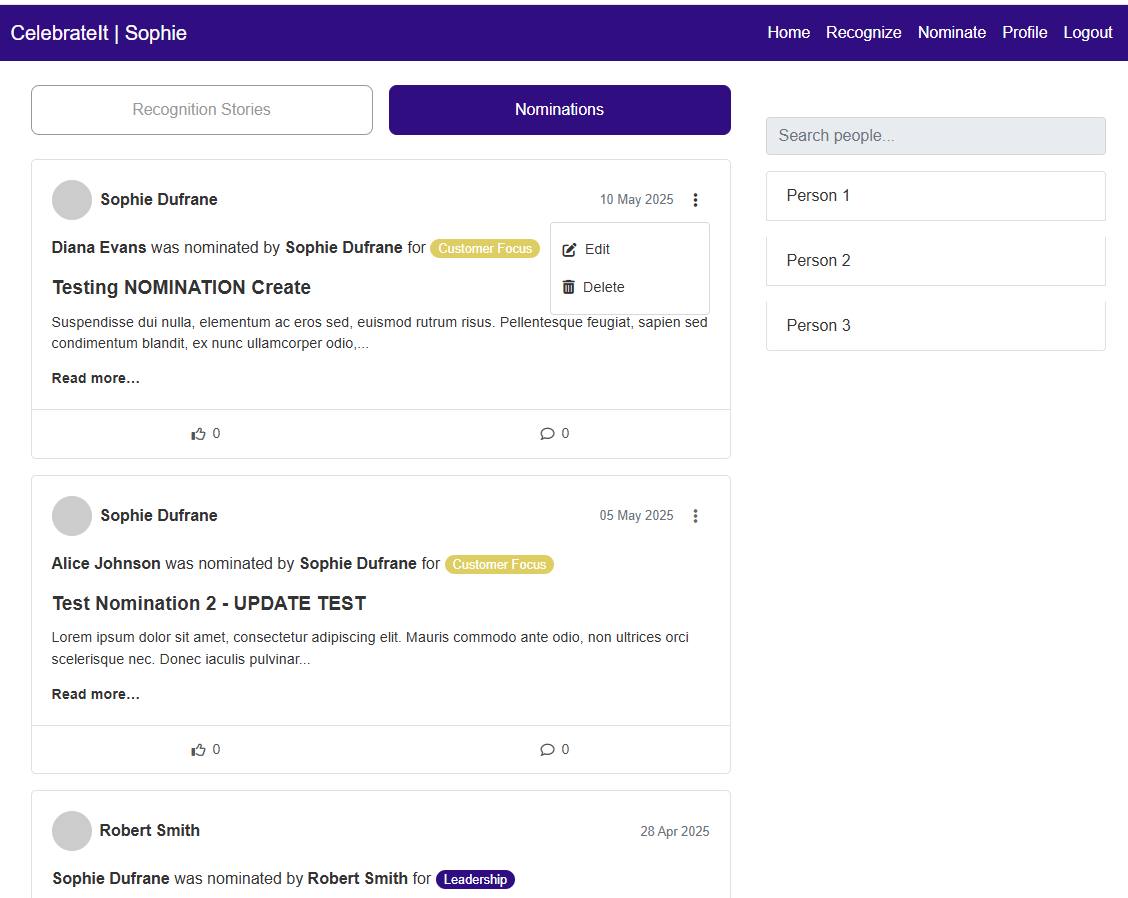 CelebrateIt | Sophie
Home Recognize Nominate Profile Logout
Recognition Stories
Nominations
Search people...
Person 1
Person 2
Person 3
Sophie Dufrane
10 May 2025
Diana Evans was nominated by Sophie Dufrane for Customer Focus
Edit
Delete
Testing NOMINATION Create
Suspendisse dui nulla, elementum ac eros sed, euismod rutrum risus. Pellentesque feugiat, sapien sed
condimentum blandit, ex nunc ullamcorper odio,...
Read more...
0
0
Sophie Dufrane
05 May 2025
Alice Johnson was nominated by Sophie Dufrane for Customer Focus
Test Nomination 2 - UPDATE TEST
Lorem ipsum dolor sit amet, consectetur adipiscing elit. Mauris commodo ante odio, non ultrices orci
scelerisque nec. Donec iaculis pulvinar...
Read more...
0
0
Robert Smith
28 Apr 2025
Sophie Dufrane was nominated by Robert Smith for Leadership